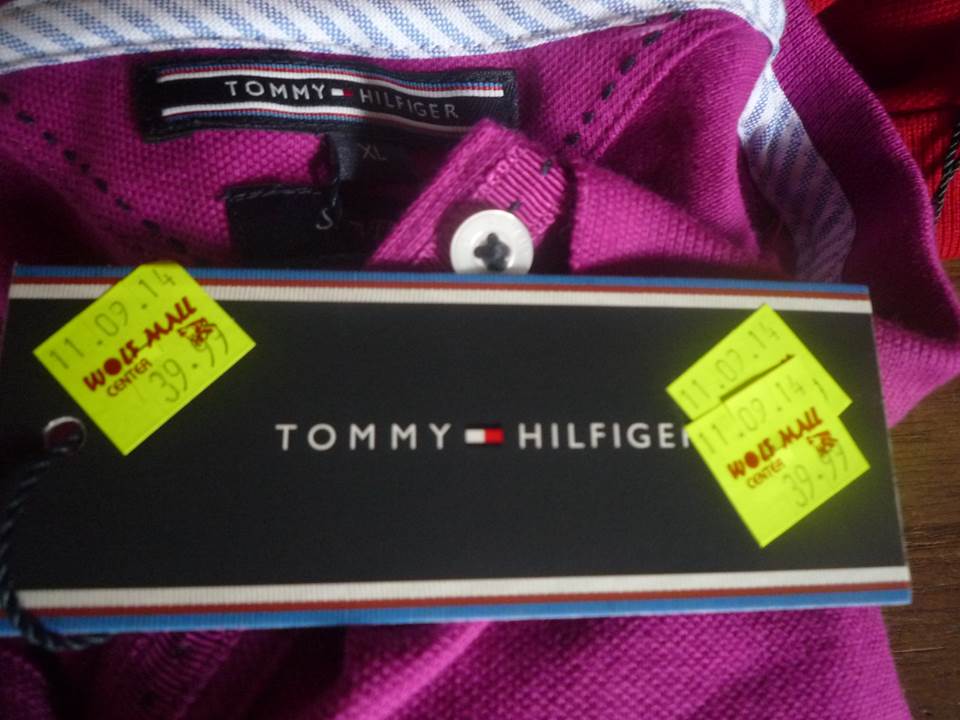 TOMMY HILFIGER
XL
S
11.09.14
WOLF MALL
CENTER
39.99
TOMMY HILFIGER
11.09.14
11.09.14
WOLF MALL
CENTER
39.99